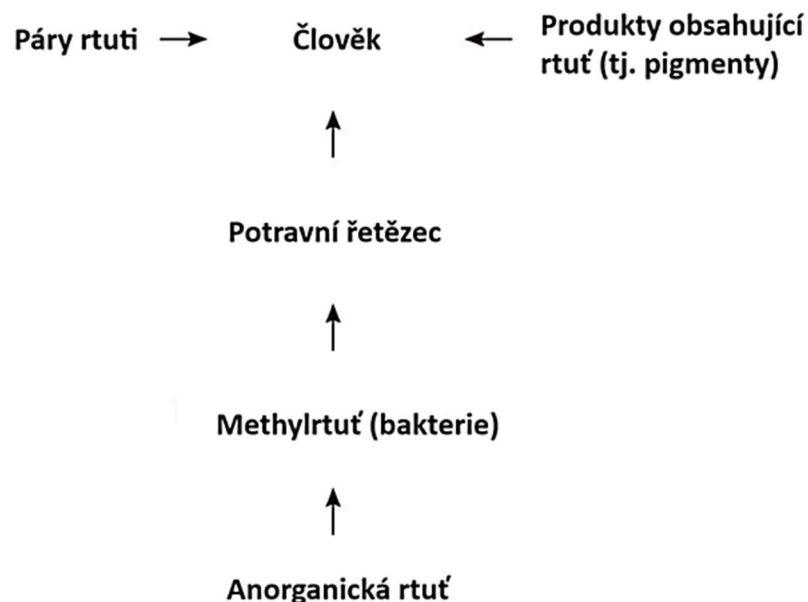 Páry rtuti
Člověk
Produkty obsahující
rtuť (tj. pigmenty)
Potravní řetězec
Methylrtuť (bakterie)
Anorganická rtuť